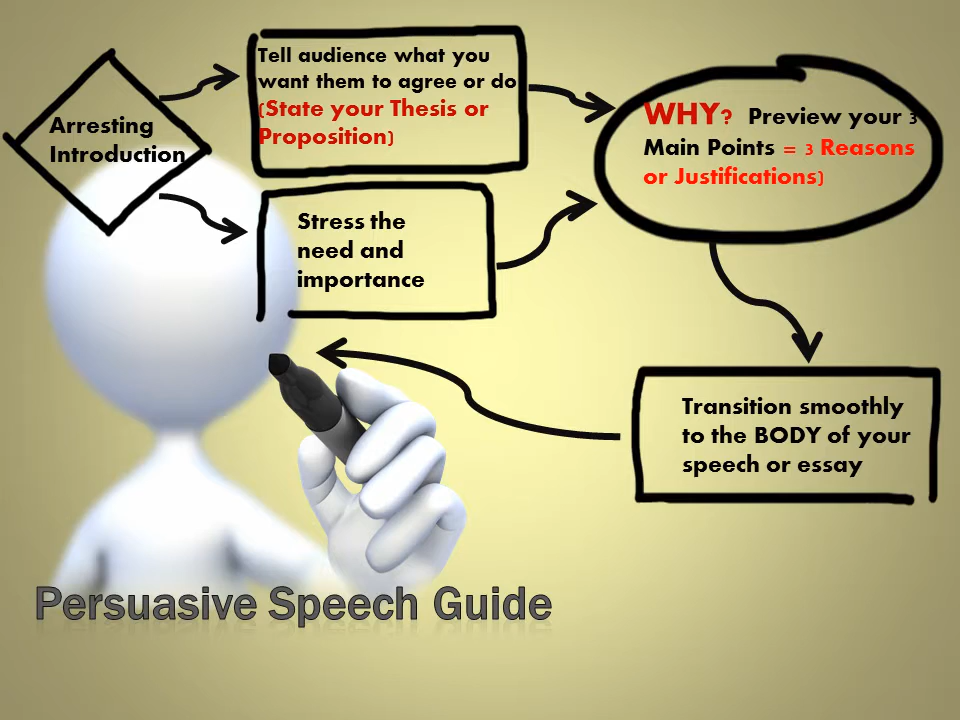 Arresting
Introduction
Tell audience what you
want them to agree or do
(State your Thesis or
Proposition)
Stress the
need and
importance
WHY? Preview your 3
Main Points = 3 Reasons
or Justifications)
Transition smoothly
to the BODY of your
speech or essay
Persuasive Speech Guide